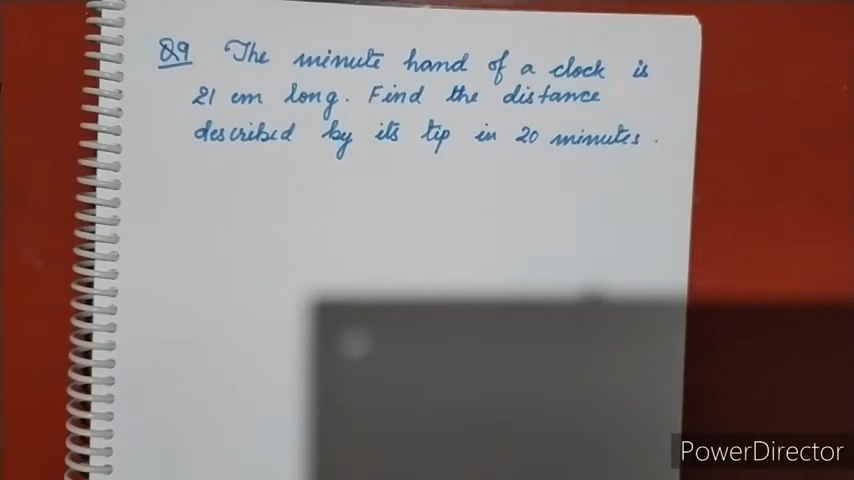 Q9 The minute hand of a clock is
21 cm long. Find the distance
described by its tip in 20 minutes.
PowerDirector